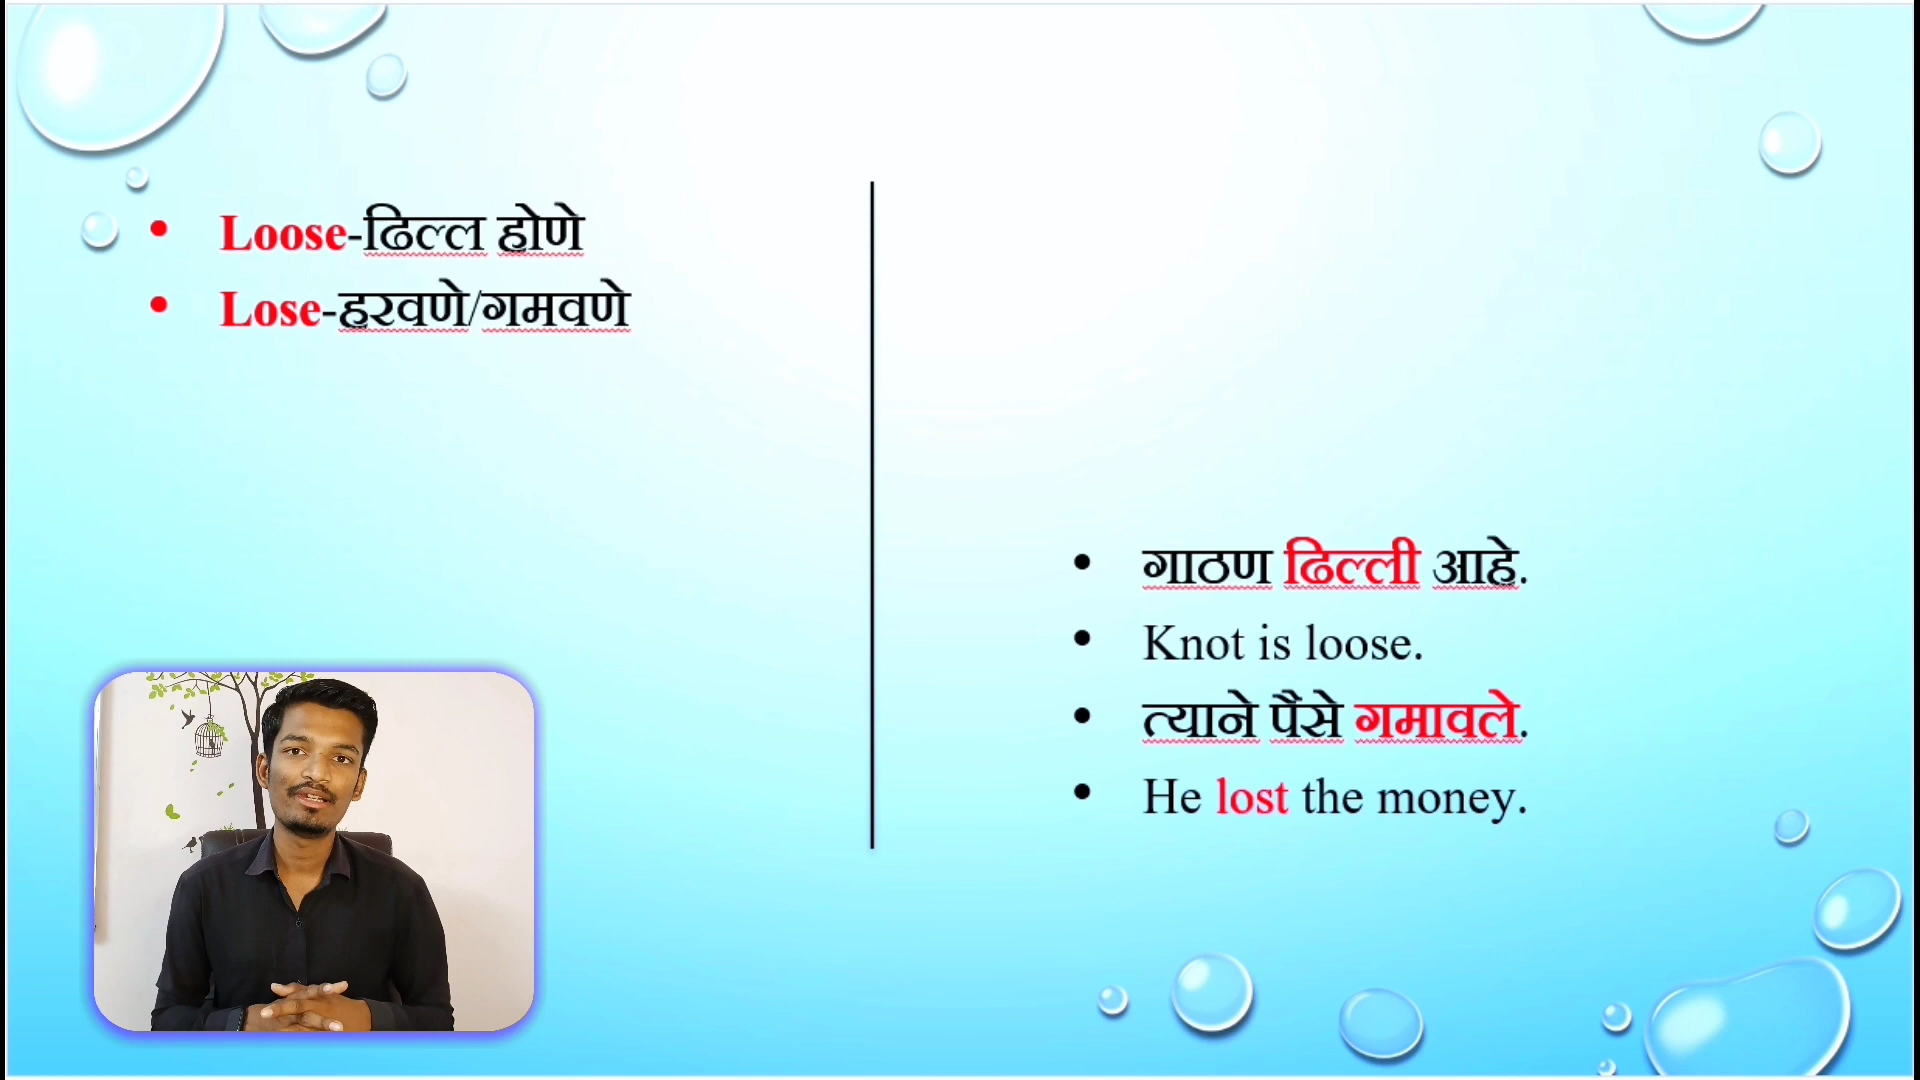 Loose-ढिल्ल होणे
Lose-हरवणे/गमवणे
गाठण ढिल्ली आहे.
Knot is loose.
त्याने पैसे गमावले.
He lost the money.